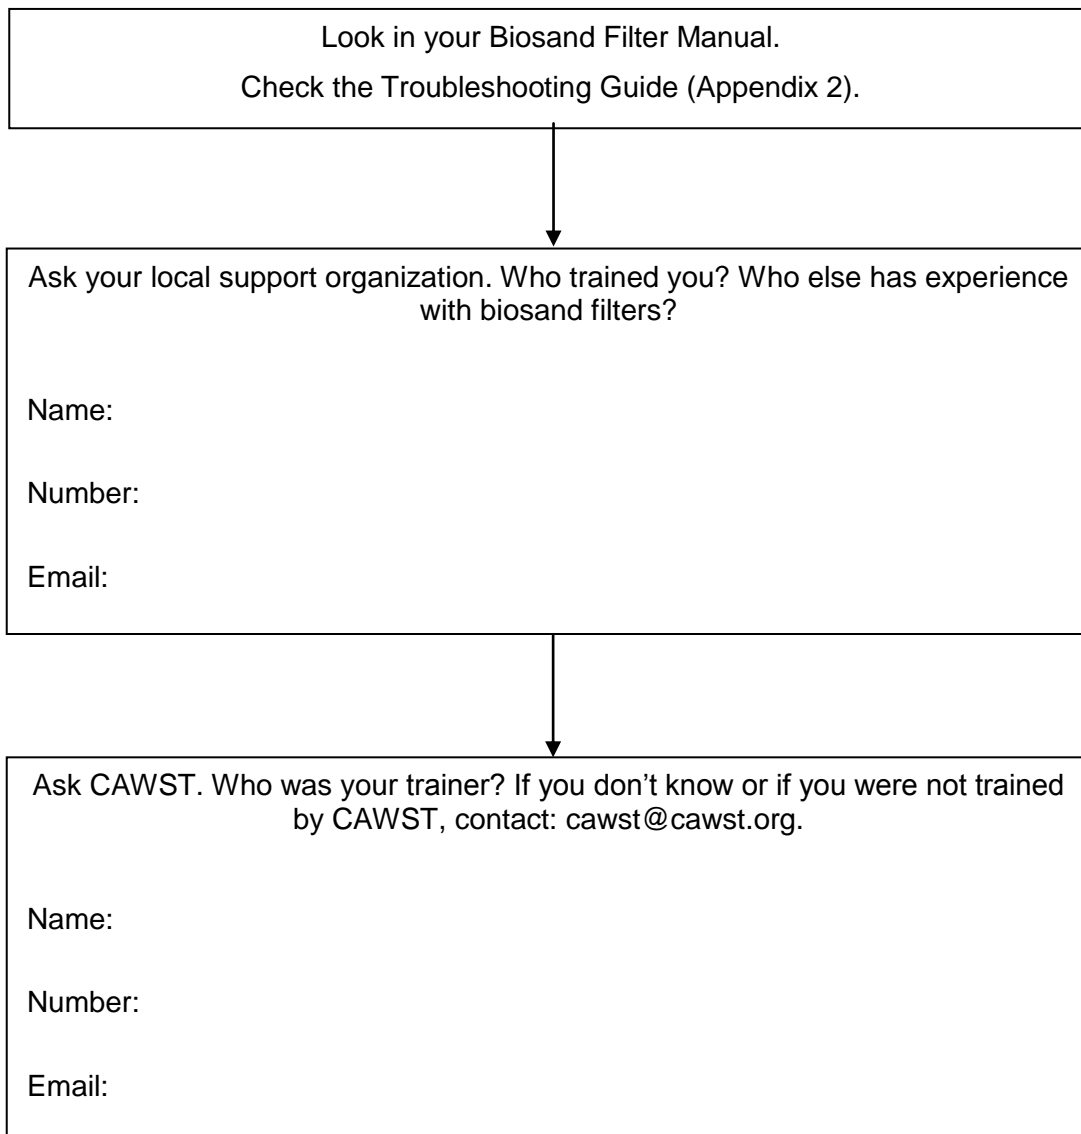 Look in your Biosand Filter Manual.
Check the Troubleshooting Guide (Appendix 2).
Ask your local support organization. Who trained you? Who else has experience
with biosand filters?
Name:
Number:
Email:
Ask CAWST. Who was your trainer? If you don’t know or if you were not trained
by CAWST, contact: cawst@cawst.org.
Name:
Number:
Email: